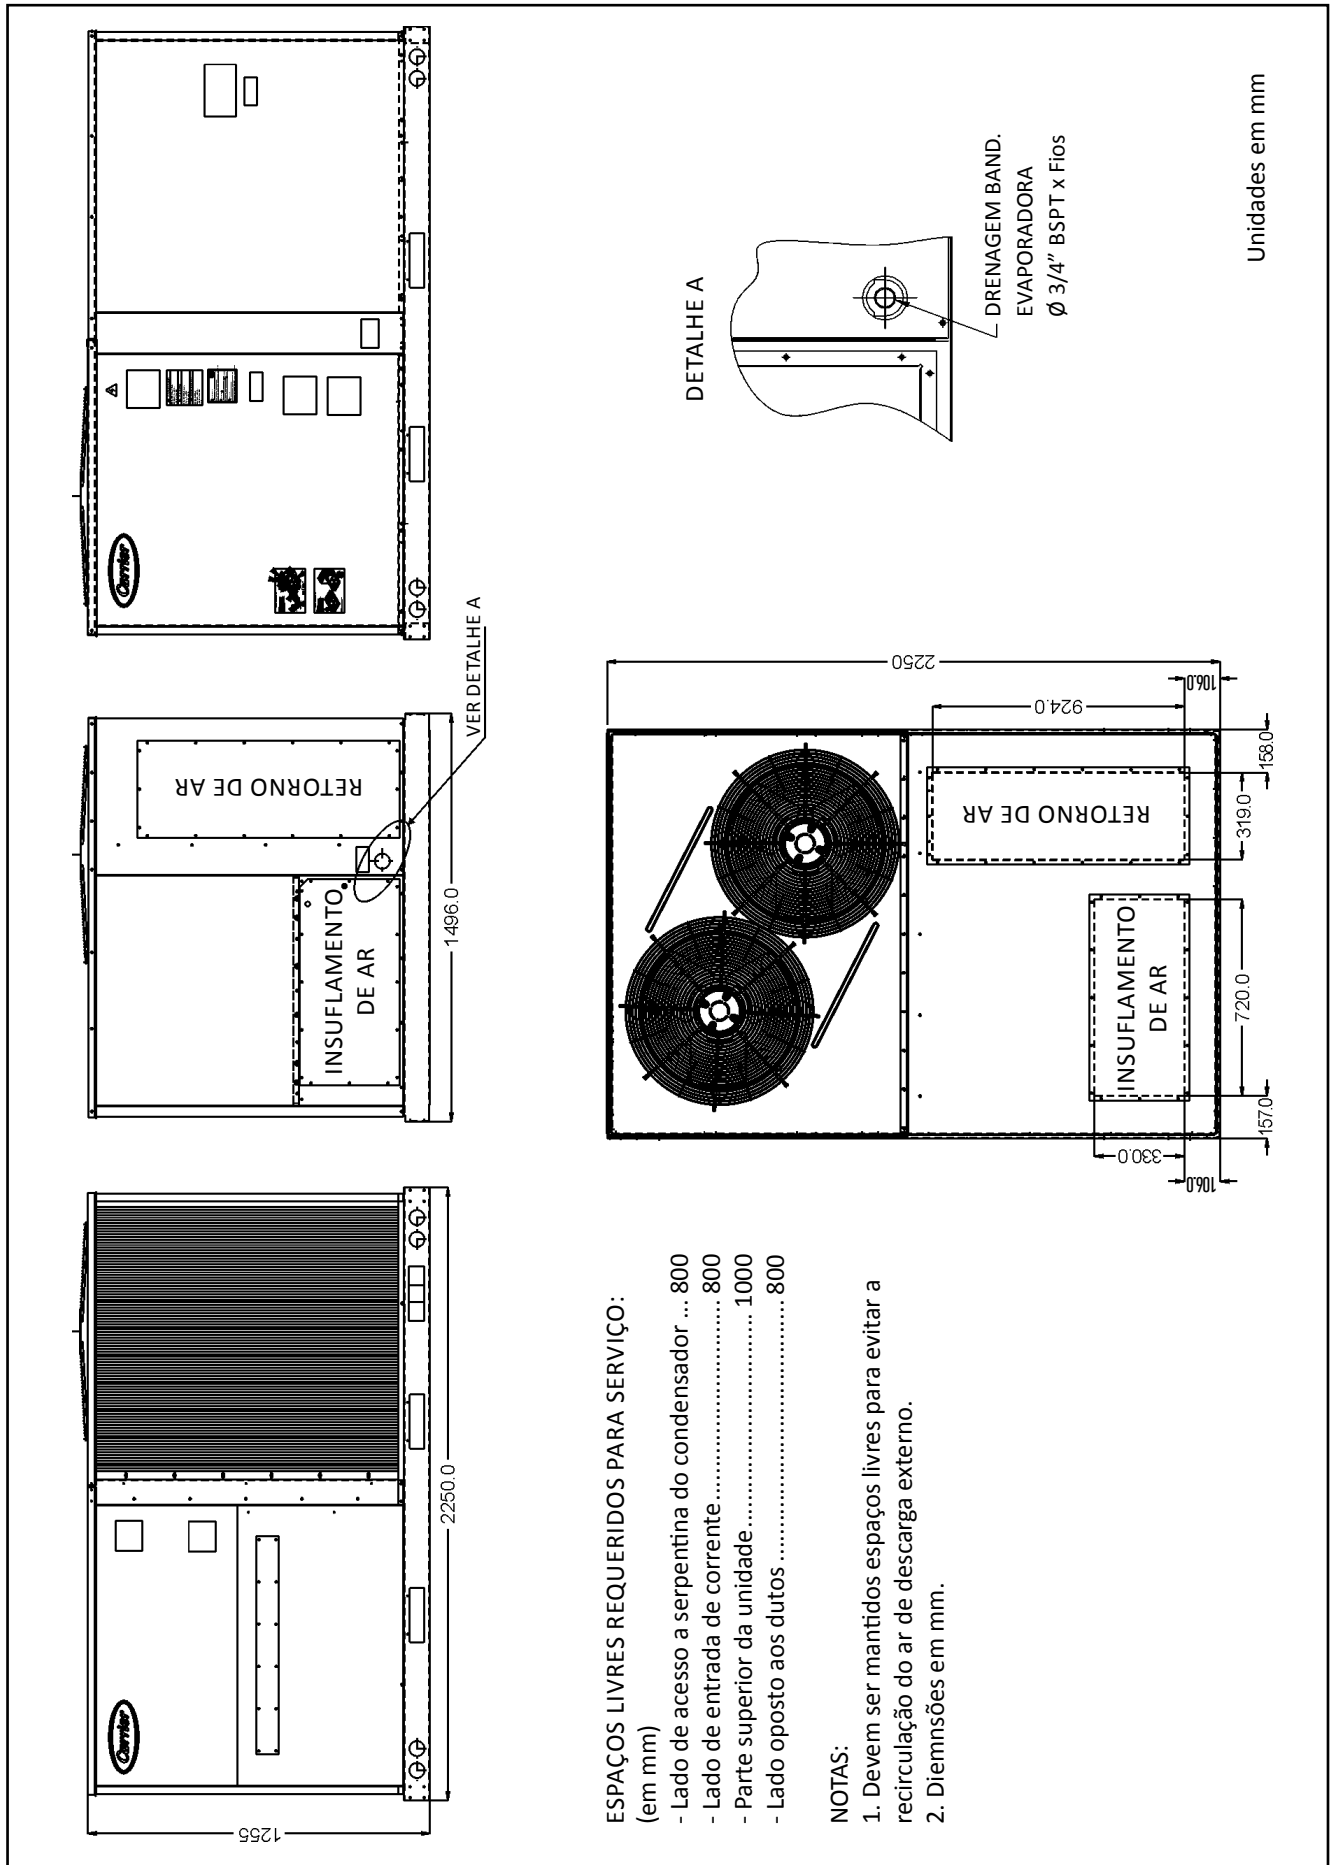 Carrier
1255
2250.0
INSUFLAMENTO
DE AR
RETORNO DE AR
1496.0
VER DETALHE A
Carrier
ESPAÇOS LIVRES REQUERIDOS PARA SERVIÇO:
(em mm)
- Lado de acesso a serpentina do condensador ... 800
- Lado de entrada de corrente................................ 800
- Parte superior da unidade................................. 1000
- Lado oposto aos dutos ........................................ 800
NOTAS:
1. Devem ser mantidos espaços livres para evitar a
recirculação do ar de descarga externo.
2. Diemnsões em mm.
2250
INSUFLAMENTO
DE AR
RETORNO DE AR
924.0
106.0
330.0
106.0
157.0
720.0
319.0
158.0
DETALHE A
DRENAGEM BAND.
EVAPORADORA
Ø 3/4" BSPT x Fios
Unidades em mm